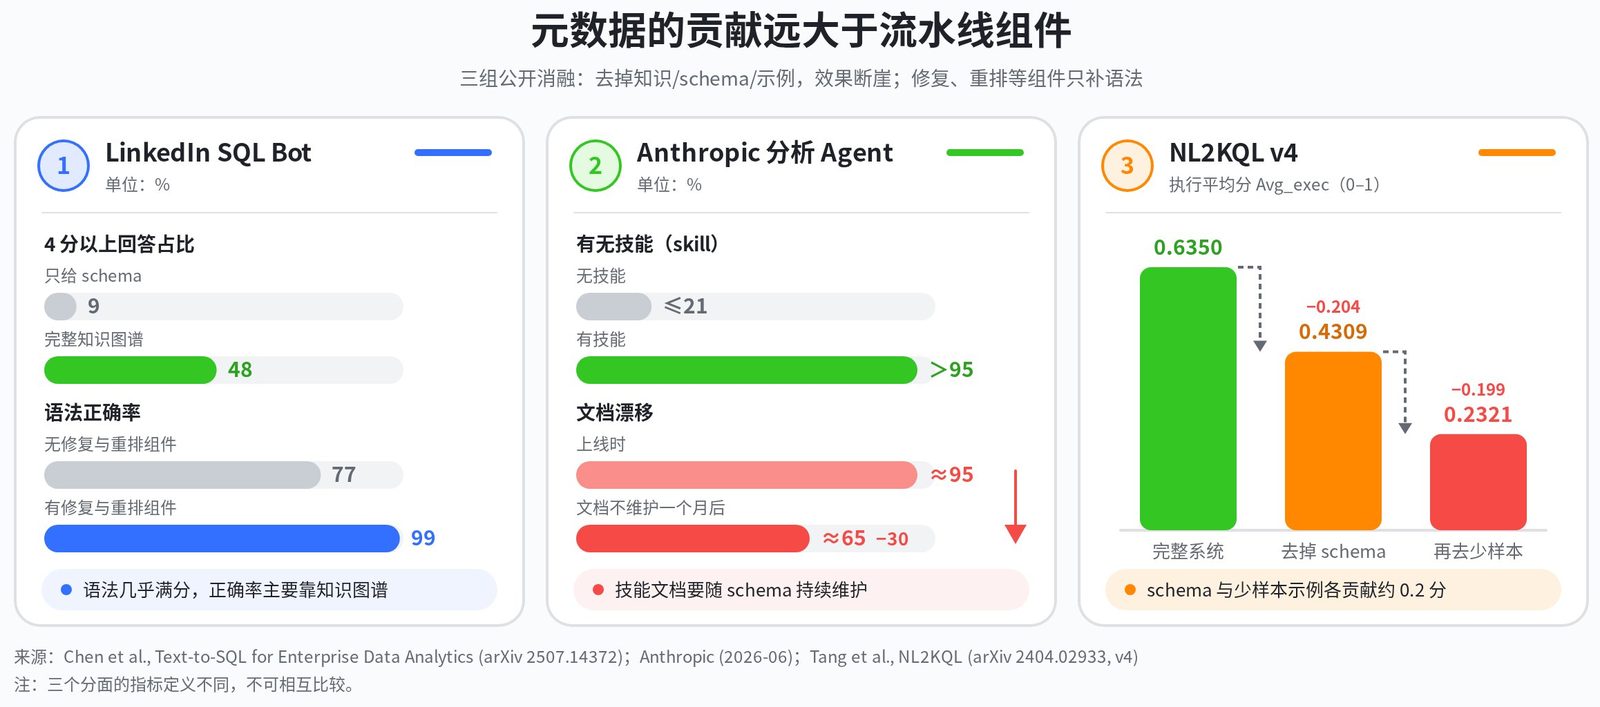 元数据的贡献远大于流水线组件
三组公开消融：去掉知识/schema/示例，效果断崖；修复、重排等组件只补语法
1
LinkedIn SQL Bot
单位：%
4 分以上回答占比
只给 schema
9
完整知识图谱
48
语法正确率
无修复与重排组件
77
有修复与重排组件
99
语法几乎满分，正确率主要靠知识图谱
2
Anthropic 分析 Agent
单位：%
有无技能（skill）
无技能
≤21
有技能
>95
文档漂移
上线时
≈95
文档不维护一个月后
≈65 −30
技能文档要随 schema 持续维护
3
NL2KQL v4
执行平均分 Avg_exec（0–1）
0.6350
−0.204
0.4309
−0.199
0.2321
完整系统
去掉 schema
再去少样本
schema 与少样本示例各贡献约 0.2 分
来源：Chen et al., Text-to-SQL for Enterprise Data Analytics (arXiv 2507.14372)；Anthropic (2026-06)；Tang et al., NL2KQL (arXiv 2404.02933, v4)
注：三个分面的指标定义不同，不可相互比较。